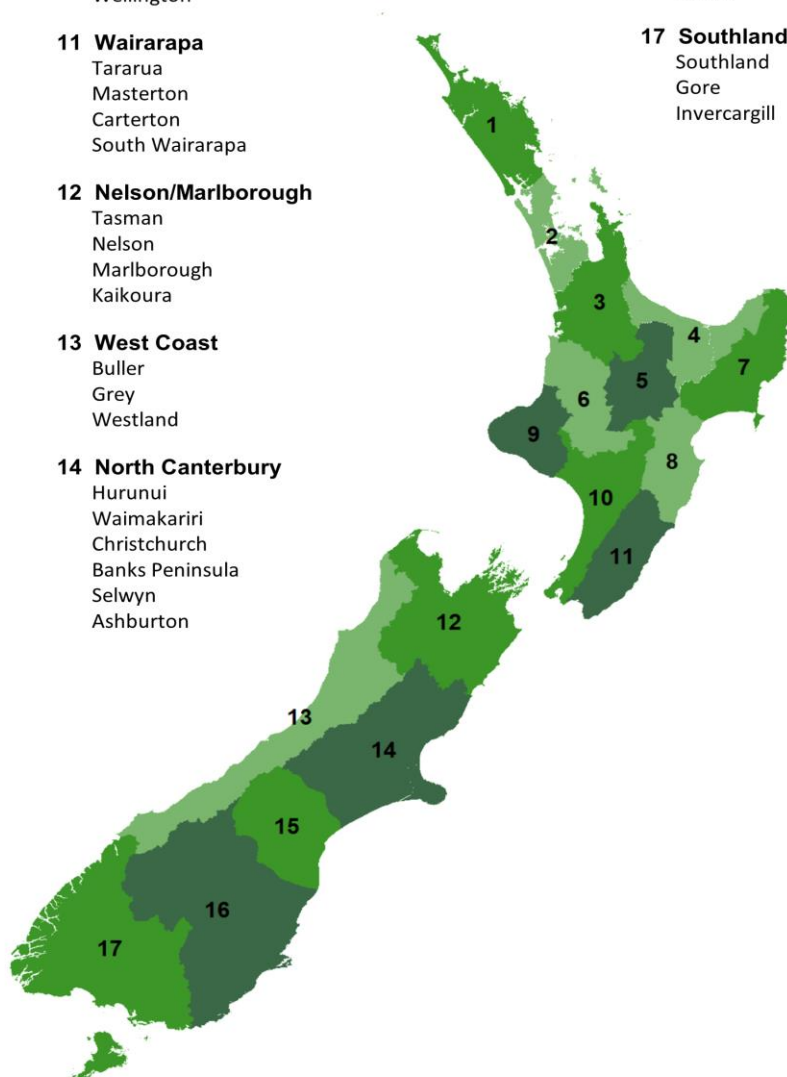 Wellington
11 Wairarapa
Tararua
Masterton
Carterton
South Wairarapa
12 Nelson/Marlborough
Tasman
Nelson
Marlborough
Kaikoura
13 West Coast
Buller
Grey
Westland
14 North Canterbury
Hurunui
Waimakariri
Christchurch
Banks Peninsula
Selwyn
Ashburton
17 Southland
Southland
Gore
Invercargill
1
2
3
4
5
7
6
9
8
10
11
12
13
14
15
16
17